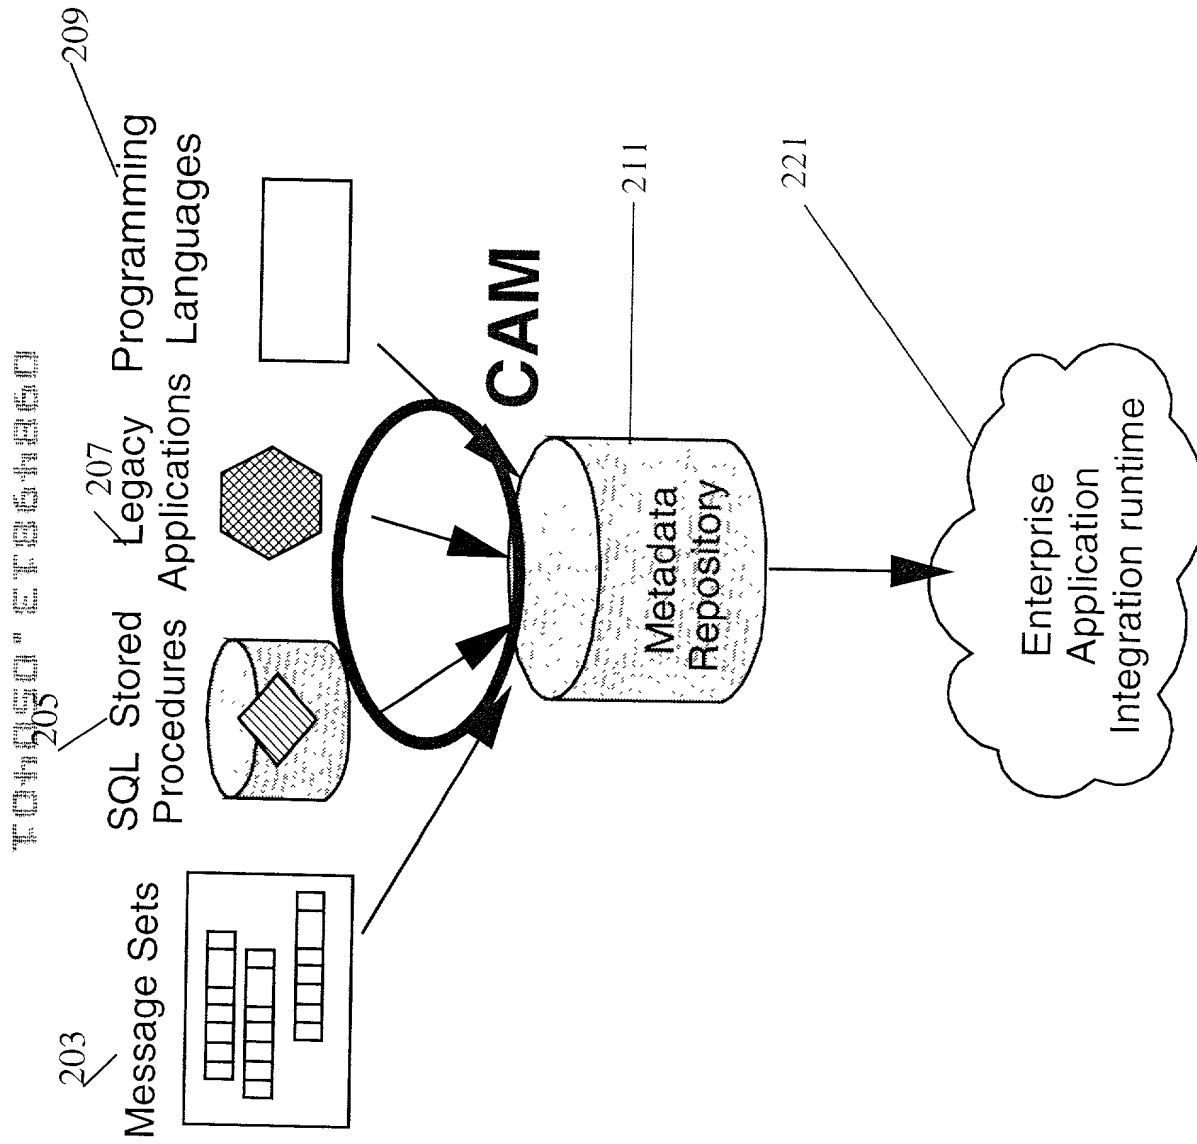 203
Message Sets
205
SQL Stored
Procedures
207
Legacy
Applications
209
Programming
Languages
CAM
Metadata
Repository
211
221
Enterprise
Application
Integration runtime